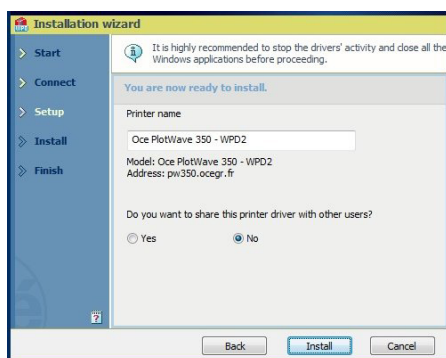 Installation wizard
Start
Connect
Setup
Install
Finish
It is highly recommended to stop the drivers' activity and close all the
Windows applications before proceeding.
You are now ready to install.
Printer name
Oce PlotWave 350 - WPD2
Model: Oce PlotWave 350 - WPD2
Address: pw350.ocegr.fr
Do you want to share this printer driver with other users?
Yes
No
Back
Install
Cancel